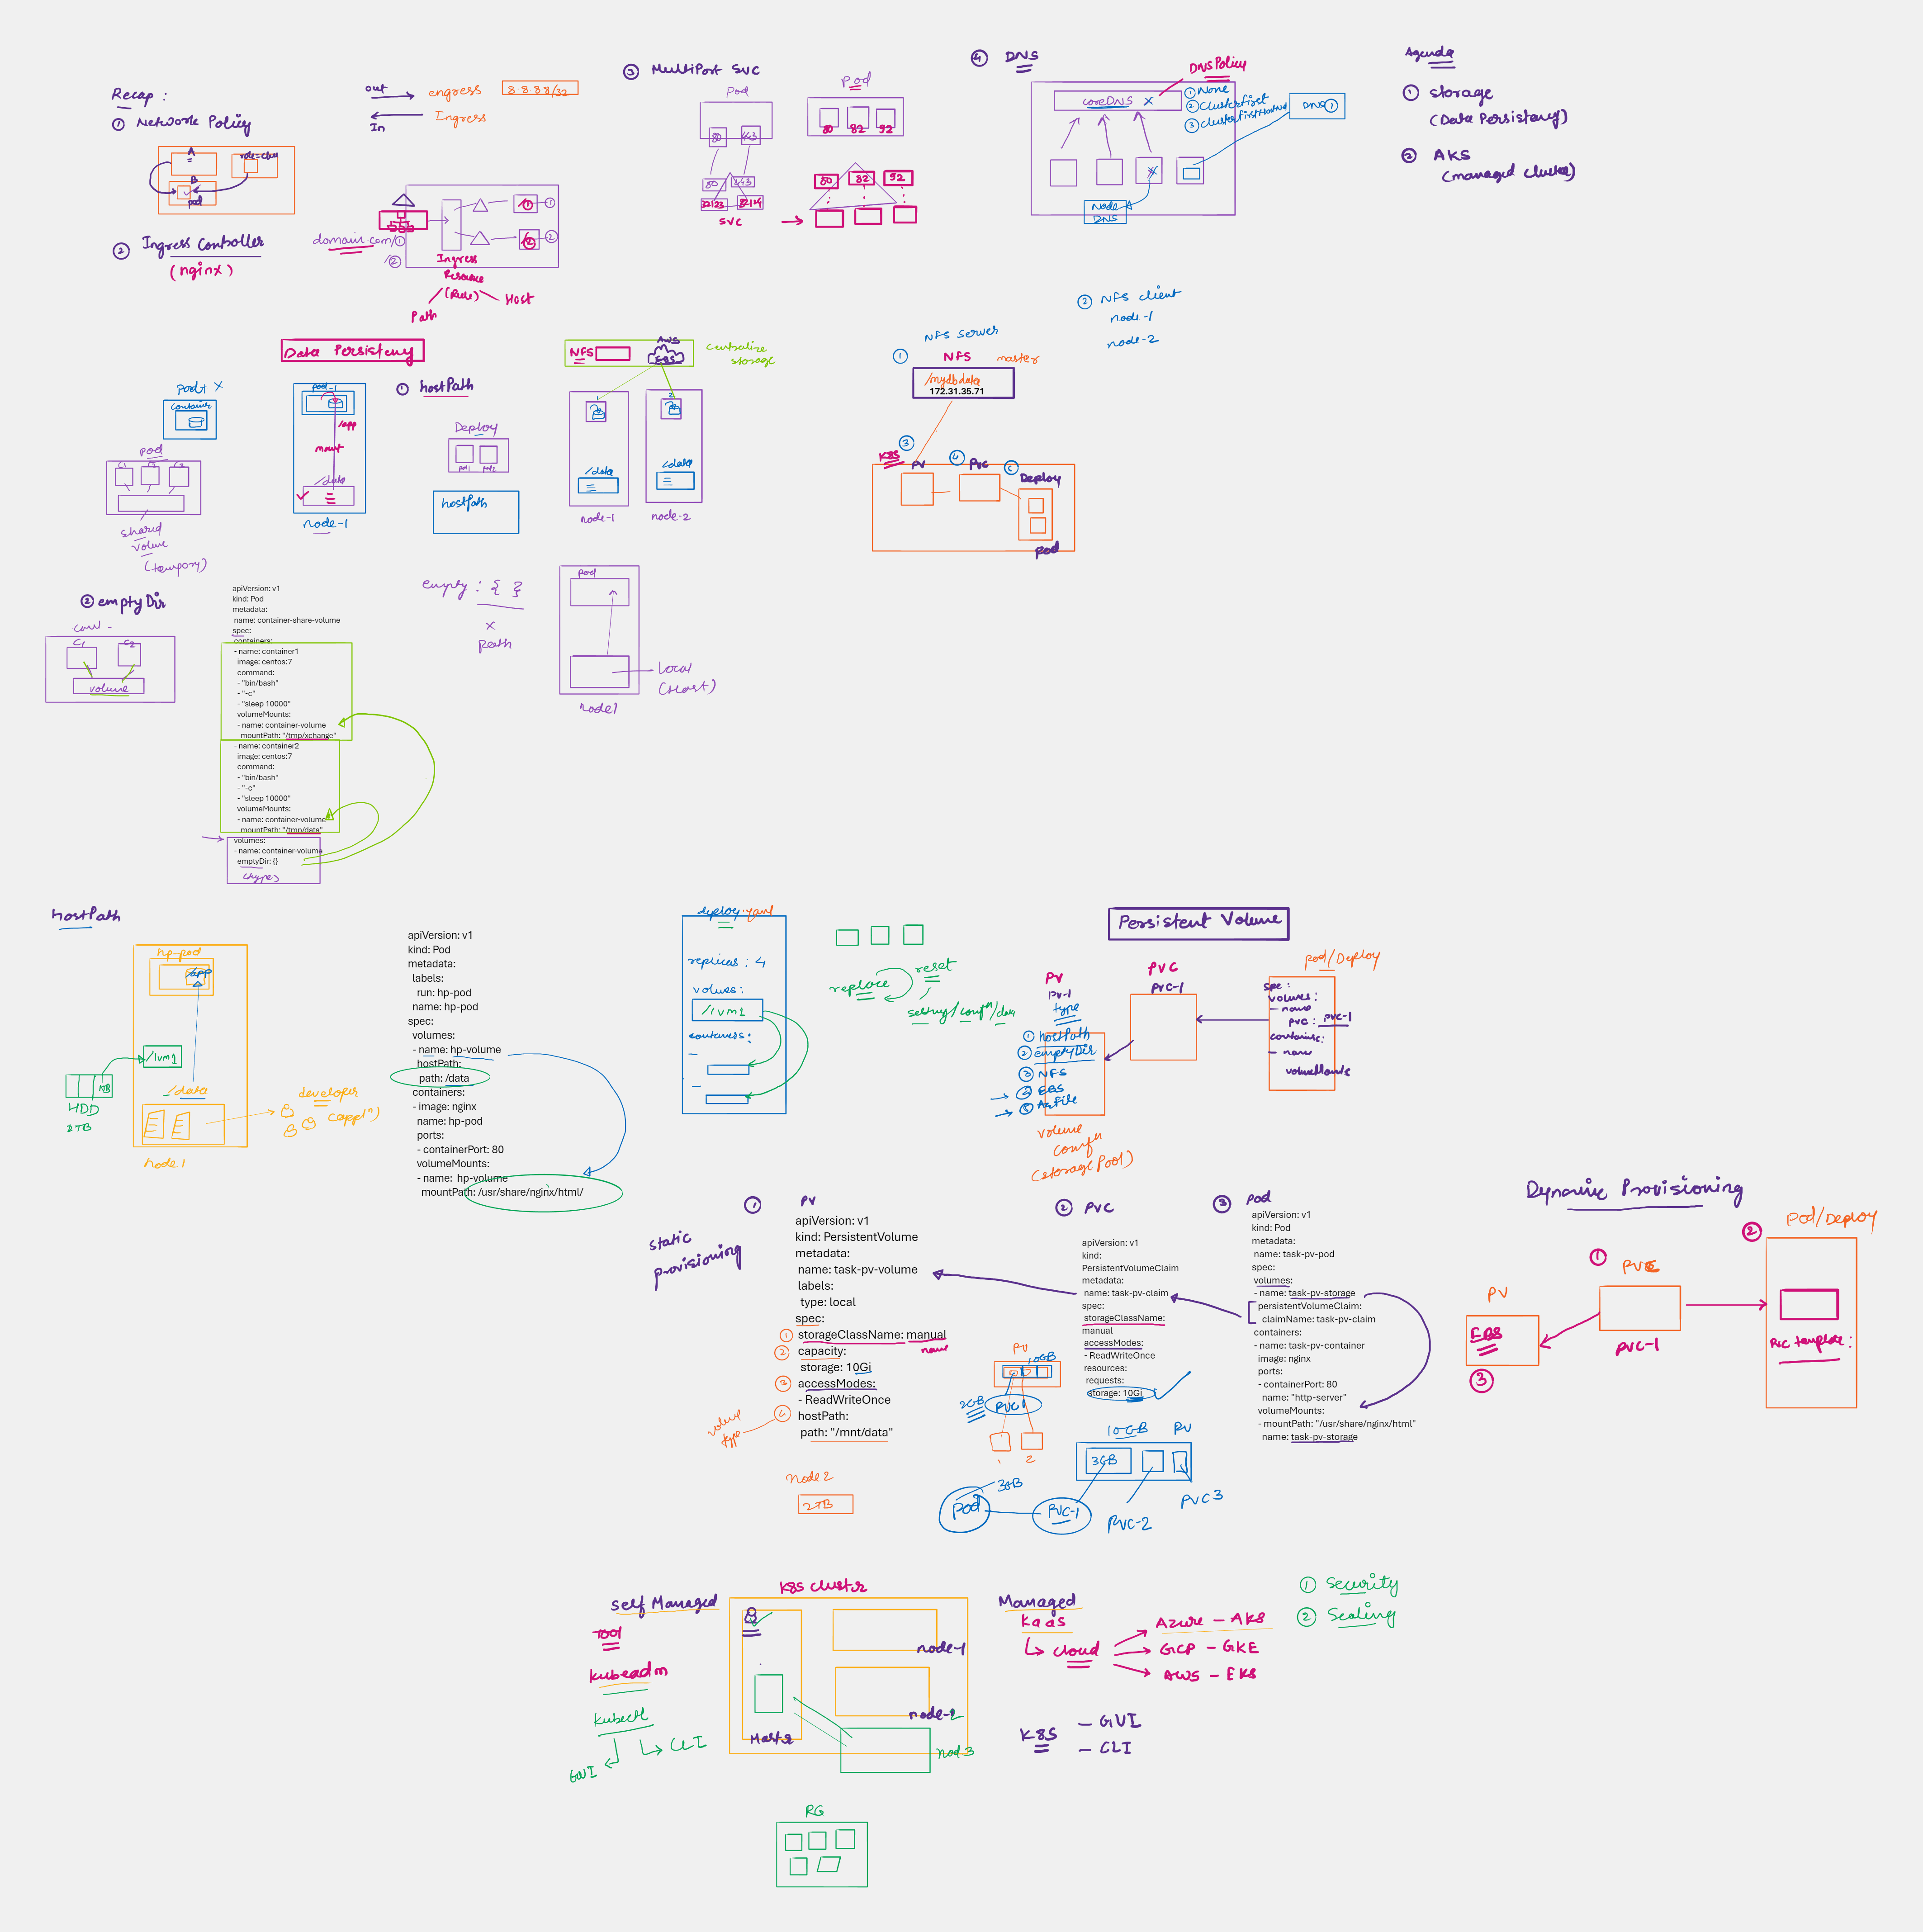 Recap :
① Network Policy
A
role=cka
B
pod
out
engress
8.8.8.8/32
In
Ingress
② Ingress Controller
(nginx)
domain.com/①
/②
Ingress
Resource
(Rule)
Path
Host
③ MultiPort SVC
Pod
80
443
80
443
32123
32124
SVC
Pod
80 82 92
80 82 92
④ DNS
DNSPolicy
coreDNS x
① None
② ClusterFirst
③ ClusterFirstHostNet
DNS①
Node
DNS
Agenda
① Storage
(Data Persistency)
② AKS
(managed cluster)
Data Persistency
Pod1 x
Container
Pod
C1 C2 C3
shared
volume
(tempory)
pod-1
/app
mount
/data
node-1
① hostPath
Deploy
pod1 pod2
hostPath
NFS
AWS
EBS
Centralize
storage
/data
/data
node-1
node-2
NFS Server
① NFS
master
/mydbdata
172.31.35.71
② NFS client
node-1
node-2
③
K8S
PV
④ PVC
⑤
Deploy
pod
② emptyDir
cont -
C1 C2
volume
apiVersion: v1
kind: Pod
metadata:
name: container-share-volume
spec:
containers:
- name: container1
image: centos:7
command:
- "bin/bash"
- "-c"
- "sleep 10000"
volumeMounts:
- name: container-volume
mountPath: "/tmp/xchange"
- name: container2
image: centos:7
command:
- "bin/bash"
- "-c"
- "sleep 10000"
volumeMounts:
- name: container-volume
mountPath: "/tmp/data"
volumes:
- name: container-volume
emptyDir: {}
<type>
empty : { }
x
path
pod
local
(Host)
node1
hostPath
hp-pod
/app
/lvm1
1TB
HDD
2TB
/data
developer
(appln)
node1
apiVersion: v1
kind: Pod
metadata:
labels:
run: hp-pod
name: hp-pod
spec:
volumes:
- name: hp-volume
hostPath:
path: /data
containers:
- image: nginx
name: hp-pod
ports:
- containerPort: 80
volumeMounts:
- name: hp-volume
mountPath: /usr/share/nginx/html/
deploy.yaml
replicas : 4
volumes:
/lvm1
containers:
replace
reset
setting/config/data
Persistent Volume
PV
PV-1
type
① hostPath
② emptyDir
③ NFS
④ EBS
⑤ AzFile
volume
config
(storage Pool)
PVC
PVC-1
pod/Deploy
spec:
volumes:
- name
pvc: pvc-1
containers:
- name
volumeMounts
static
provisioning
① PV
apiVersion: v1
kind: PersistentVolume
metadata:
name: task-pv-volume
labels:
type: local
spec:
① storageClassName: manual
name
② capacity:
storage: 10Gi
③ accessModes:
- ReadWriteOnce
④ hostPath:
path: "/mnt/data"
volume
type
node2
2TB
② PVC
apiVersion: v1
kind:
PersistentVolumeClaim
metadata:
name: task-pv-claim
spec:
storageClassName:
manual
accessModes:
- ReadWriteOnce
resources:
requests:
storage: 10Gi
PV
10GB
2GB
PVC1
1 2
10GB PV
3GB
3GB
pod
PVC-1
PVC-2
PVC3
③ Pod
apiVersion: v1
kind: Pod
metadata:
name: task-pv-pod
spec:
volumes:
- name: task-pv-storage
persistentVolumeClaim:
claimName: task-pv-claim
containers:
- name: task-pv-container
image: nginx
ports:
- containerPort: 80
name: "http-server"
volumeMounts:
- mountPath: "/usr/share/nginx/html"
name: task-pv-storage
Dynamic Provisioning
PV
EBS
③
① PVC
PVC-1
② Pod/Deploy
PVC template:
self Managed
Tool
kubeadm
kubectl
GUI
CLI
K8S Cluster
Master
node-1
node-2
nod 3
Managed
KaaS
cloud
Azure - AKS
GCP - GKE
AWS - EKS
K8S
- GUI
- CLI
① Security
② Scaling
RG